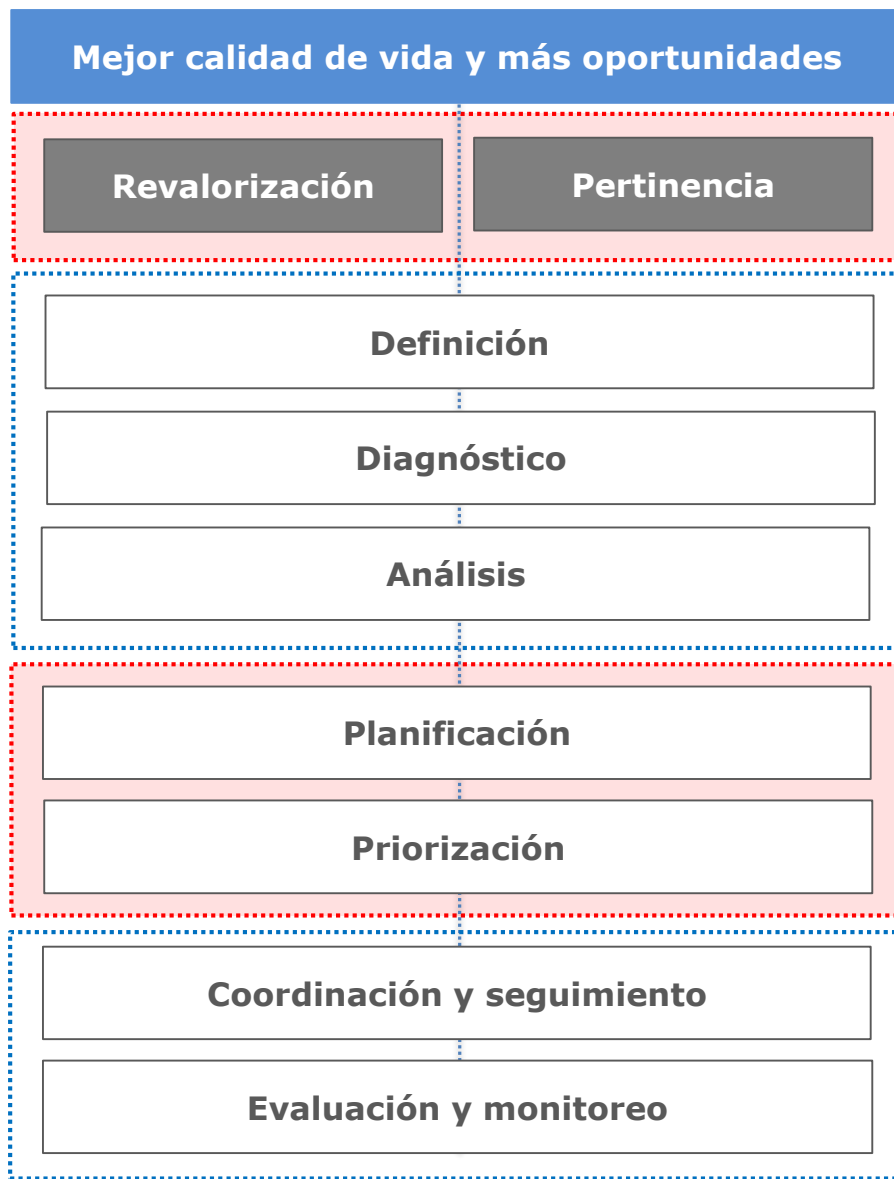 Mejor calidad de vida y más oportunidades
Revalorización
Pertinencia
Definición
Diagnóstico
Análisis
Planificación
Priorización
Coordinación y seguimiento
Evaluación y monitoreo